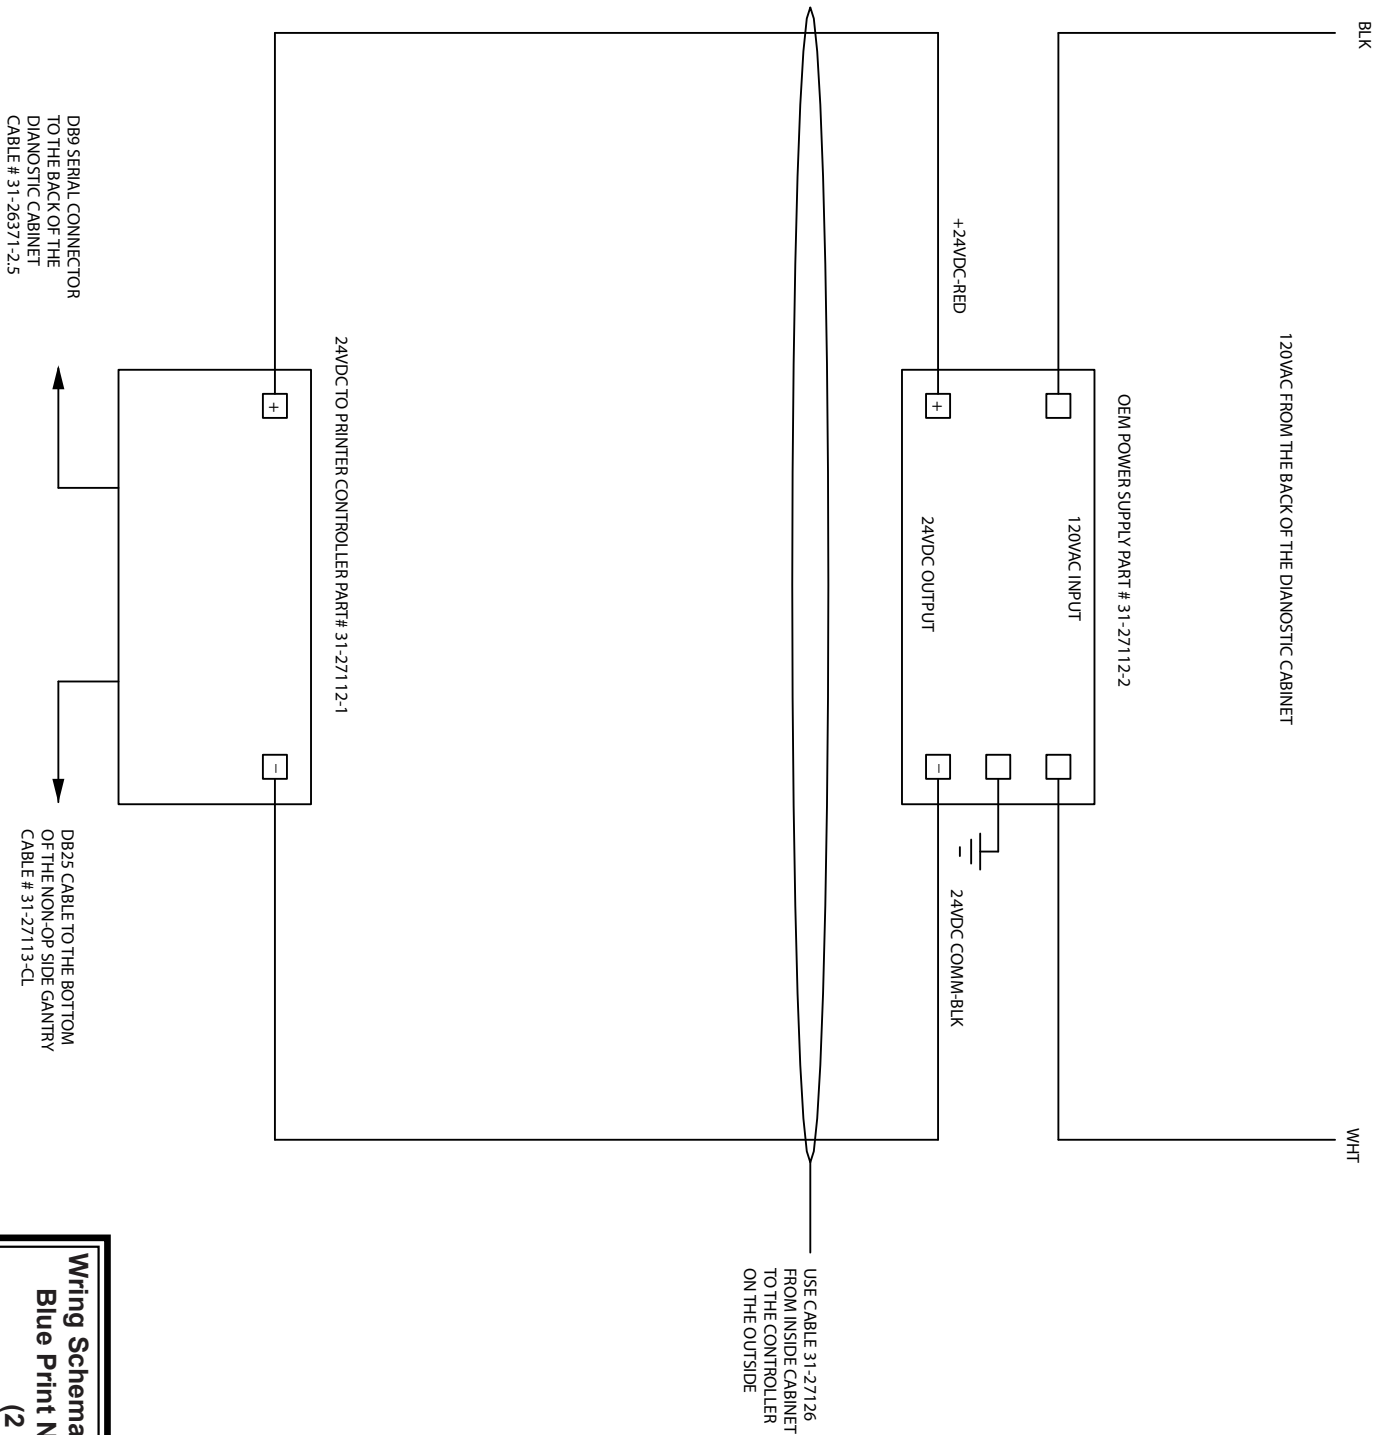 BLK
WHT
120VAC FROM THE BACK OF THE DIANOSTIC CABINET
OEM POWER SUPPLY PART # 31-27112-2
120VAC INPUT
24VDC OUTPUT
+
-
+24VDC-RED
24VDC COMM-BLK
USE CABLE 31-27126
FROM INSIDE CABINET
TO THE CONTROLLER
ON THE OUTSIDE
24VDC TO PRINTER CONTROLLER PART# 31-27112-1
+
-
DB9 SERIAL CONNECTOR
TO THE BACK OF THE
DIANOSTIC CABINET
CABLE # 31-26371-2.5
DB25 CABLE TO THE BOTTOM
OF THE NON-OP SIDE GANTRY
CABLE # 31-27113-CL
Wring Schema
Blue Print N
(2